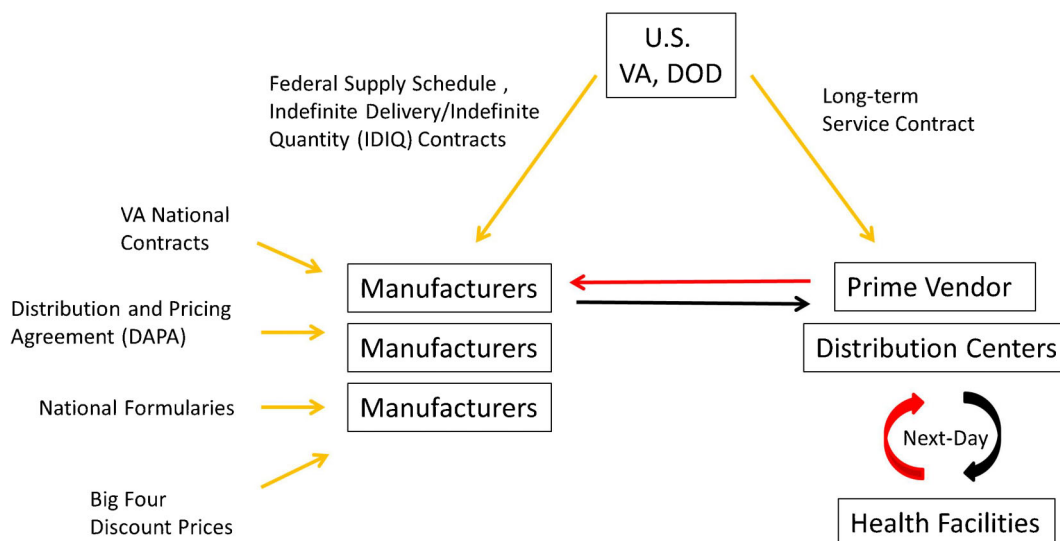 U.S.
VA, DOD
Federal Supply Schedule ,
Indefinite Delivery/Indefinite
Quantity (IDIQ) Contracts
Long-term
Service Contract
VA National
Contracts
Manufacturers
Prime Vendor
Distribution and Pricing
Agreement (DAPA)
Manufacturers
Distribution Centers
National Formularies
Manufacturers
Next-Day
Big Four
Discount Prices
Health Facilities